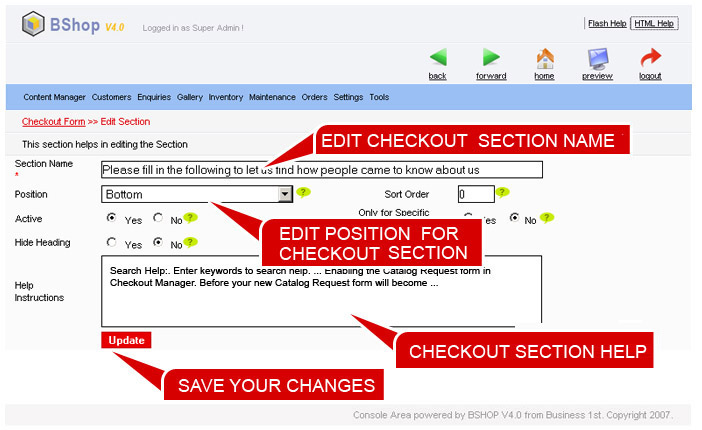 BShop V4.0 Logged in as Super Admin !
Flash Help HTML Help
back forward home preview logout
Content Manager Customers Enquiries Gallery Inventory Maintenance Orders Settings Tools
Checkout Form >> Edit Section
This section helps in editing the Section
EDIT CHECKOUT SECTION NAME
Section Name
*
Please fill in the following to let us find how people came to know about us
Position Bottom ? Sort Order 0 ?
Active Yes No ? Only for Specific Yes No ?
EDIT POSITION FOR
CHECKOUT SECTION
Hide Heading Yes No ?
Help
Instructions
Search Help:. Enter keywords to search help. ... Enabling the Catalog Request form in
Checkout Manager. Before your new Catalog Request form will become ...
Update
CHECKOUT SECTION HELP
SAVE YOUR CHANGES
Console Area powered by BSHOP V4.0 from Business 1st. Copyright 2007.